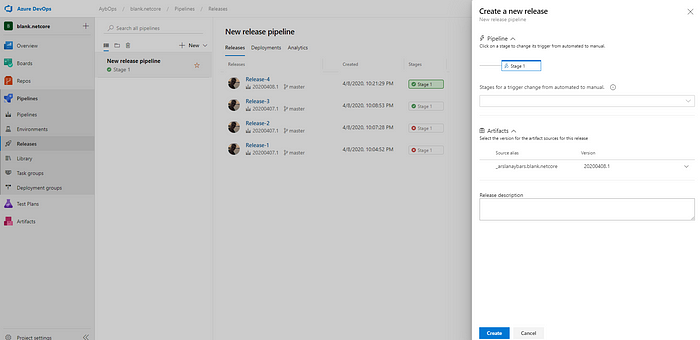 Azure DevOps
AybOps / blank.netcore / Pipelines / Releases
B blank.netcore
Overview
Boards
Repos
Pipelines
Pipelines
Environments
Releases
Library
Task groups
Deployment groups
Test Plans
Artifacts
Project settings
Search all pipelines
New
New release pipeline
Stage 1
New release pipeline
Releases Deployments Analytics
Releases Created Stages
Release-4
20200408.1 master 4/8/2020, 10:21:29 PM Stage 1
Release-3
20200408.1 master 4/8/2020, 10:08:53 PM Stage 1
Release-2
20200407.1 master 4/8/2020, 10:07:28 PM Stage 1
Release-1
20200407.1 master 4/8/2020, 10:04:52 PM Stage 1
Create a new release
New release pipeline
Pipeline
Click on a stage to change its trigger from automated to manual.
Stage 1
Stages for a trigger change from automated to manual.
Artifacts
Select the version for the artifact sources for this release
Source alias Version
_arslanaybars.blank.netcore 20200408.1
Release description
Create Cancel